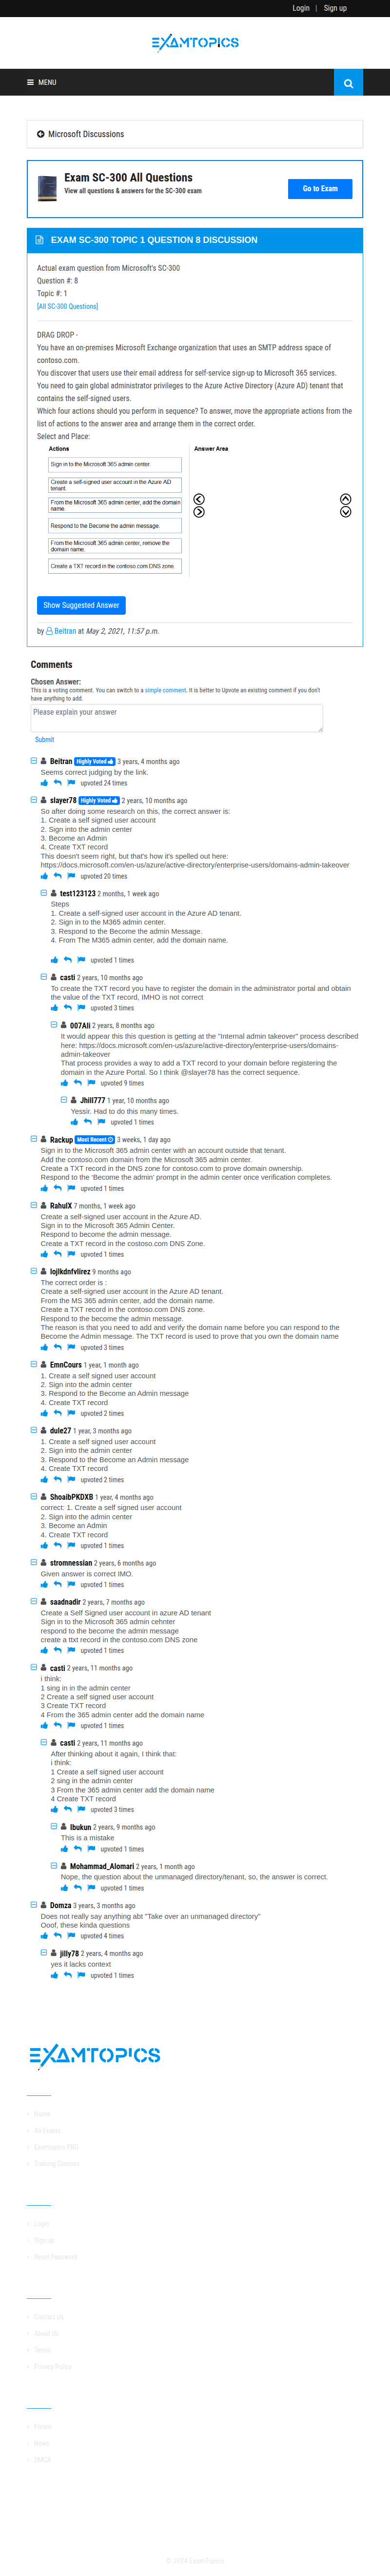 Login | Sign up
EXAMTOPICS
MENU
Microsoft Discussions
Exam SC-300 All Questions
View all questions & answers for the SC-300 exam
Go to Exam
EXAM SC-300 TOPIC 1 QUESTION 8 DISCUSSION
Actual exam question from Microsoft's SC-300
Question #: 8
Topic #: 1
[All SC-300 Questions]
DRAG DROP -
You have an on-premises Microsoft Exchange organization that uses an SMTP address space of
contoso.com.
You discover that users use their email address for self-service sign-up to Microsoft 365 services.
You need to gain global administrator privileges to the Azure Active Directory (Azure AD) tenant that
contains the self-signed users.
Which four actions should you perform in sequence? To answer, move the appropriate actions from the
list of actions to the answer area and arrange them in the correct order.
Select and Place:
Actions
Answer Area
Sign in to the Microsoft 365 admin center.
Create a self-signed user account in the Azure AD
tenant.
From the Microsoft 365 admin center, add the domain
name.
Respond to the Become the admin message.
From the Microsoft 365 admin center, remove the
domain name.
Create a TXT record in the contoso.com DNS zone.
Show Suggested Answer
by Beitran at May 2, 2021, 11:57 p.m.
Comments
Chosen Answer:
This is a voting comment. You can switch to a simple comment. It is better to Upvote an existing comment if you don't
have anything to add.
Please explain your answer
Submit
Beitran Highly Voted 3 years, 4 months ago
Seems correct judging by the link.
upvoted 24 times
slayer78 Highly Voted 2 years, 10 months ago
So after doing some research on this, the correct answer is:
1. Create a self signed user account
2. Sign into the admin center
3. Become an Admin
4. Create TXT record
This doesn't seem right, but that's how it's spelled out here:
https://docs.microsoft.com/en-us/azure/active-directory/enterprise-users/domains-admin-takeover
upvoted 20 times
test123123 2 months, 1 week ago
Steps
1. Create a self-signed user account in the Azure AD tenant.
2. Sign in to the M365 admin center.
3. Respond to the Become the admin Message.
4. From The M365 admin center, add the domain name.
upvoted 1 times
casti 2 years, 10 months ago
To create the TXT record you have to register the domain in the administrator portal and obtain
the value of the TXT record, IMHO is not correct
upvoted 3 times
007Ali 2 years, 8 months ago
It would appear this this question is getting at the "Internal admin takeover" process described
here: https://docs.microsoft.com/en-us/azure/active-directory/enterprise-users/domains-
admin-takeover
That process provides a way to add a TXT record to your domain before registering the
domain in the Azure Portal. So I think @slayer78 has the correct sequence.
upvoted 9 times
Jhill777 1 year, 10 months ago
Yessir. Had to do this many times.
upvoted 1 times
Rackup Most Recent 3 weeks, 1 day ago
Sign in to the Microsoft 365 admin center with an account outside that tenant.
Add the contoso.com domain from the Microsoft 365 admin center.
Create a TXT record in the DNS zone for contoso.com to prove domain ownership.
Respond to the 'Become the admin' prompt in the admin center once verification completes.
upvoted 1 times
RahulX 7 months, 1 week ago
Create a self-signed user account in the Azure AD.
Sign in to the Microsoft 365 Admin Center.
Respond to become the admin message.
Create a TXT record in the costoso.com DNS Zone.
upvoted 1 times
lojlkdnfvlirez 9 months ago
The correct order is :
Create a self-signed user account in the Azure AD tenant.
From the MS 365 admin center, add the domain name.
Create a TXT record in the contoso.com DNS zone.
Respond to the become the admin message.
The reason is that you need to add and verify the domain name before you can respond to the
Become the Admin message. The TXT record is used to prove that you own the domain name
upvoted 3 times
EmnCours 1 year, 1 month ago
1. Create a self signed user account
2. Sign into the admin center
3. Respond to the Become an Admin message
4. Create TXT record
upvoted 2 times
dule27 1 year, 3 months ago
1. Create a self signed user account
2. Sign into the admin center
3. Respond to the Become an Admin message
4. Create TXT record
upvoted 2 times
ShoaibPKDXB 1 year, 4 months ago
correct: 1. Create a self signed user account
2. Sign into the admin center
3. Become an Admin
4. Create TXT record
upvoted 1 times
stromnessian 2 years, 6 months ago
Given answer is correct IMO.
upvoted 1 times
saadnadir 2 years, 7 months ago
Create a Self Signed user account in azure AD tenant
Sign in to the Microsoft 365 admin cehnter
respond to the become the admin message
create a ttxt record in the contoso.com DNS zone
upvoted 1 times
casti 2 years, 11 months ago
i think:
1 sing in in the admin center
2 Create a self signed user account
3 Create TXT record
4 From the 365 admin center add the domain name
upvoted 1 times
casti 2 years, 11 months ago
After thinking about it again, I think that:
i think:
1 Create a self signed user account
2 sing in the admin center
3 From the 365 admin center add the domain name
4 Create TXT record
upvoted 3 times
Ibukun 2 years, 9 months ago
This is a mistake
upvoted 1 times
Mohammad_Alomari 2 years, 1 month ago
Nope, the question about the unmanaged directory/tenant, so, the answer is correct.
upvoted 1 times
Domza 3 years, 3 months ago
Does not really say anything abt "Take over an unmanaged directory"
Ooof, these kinda questions
upvoted 4 times
jilly78 2 years, 4 months ago
yes it lacks context
upvoted 1 times
EXAMTOPICS
Home
All Exams
Examtopics PRO
Training Courses
Login
Sign-up
Reset Password
Contact Us
About Us
Terms
Privacy Policy
Forum
News
DMCA
© 2024 ExamTopics